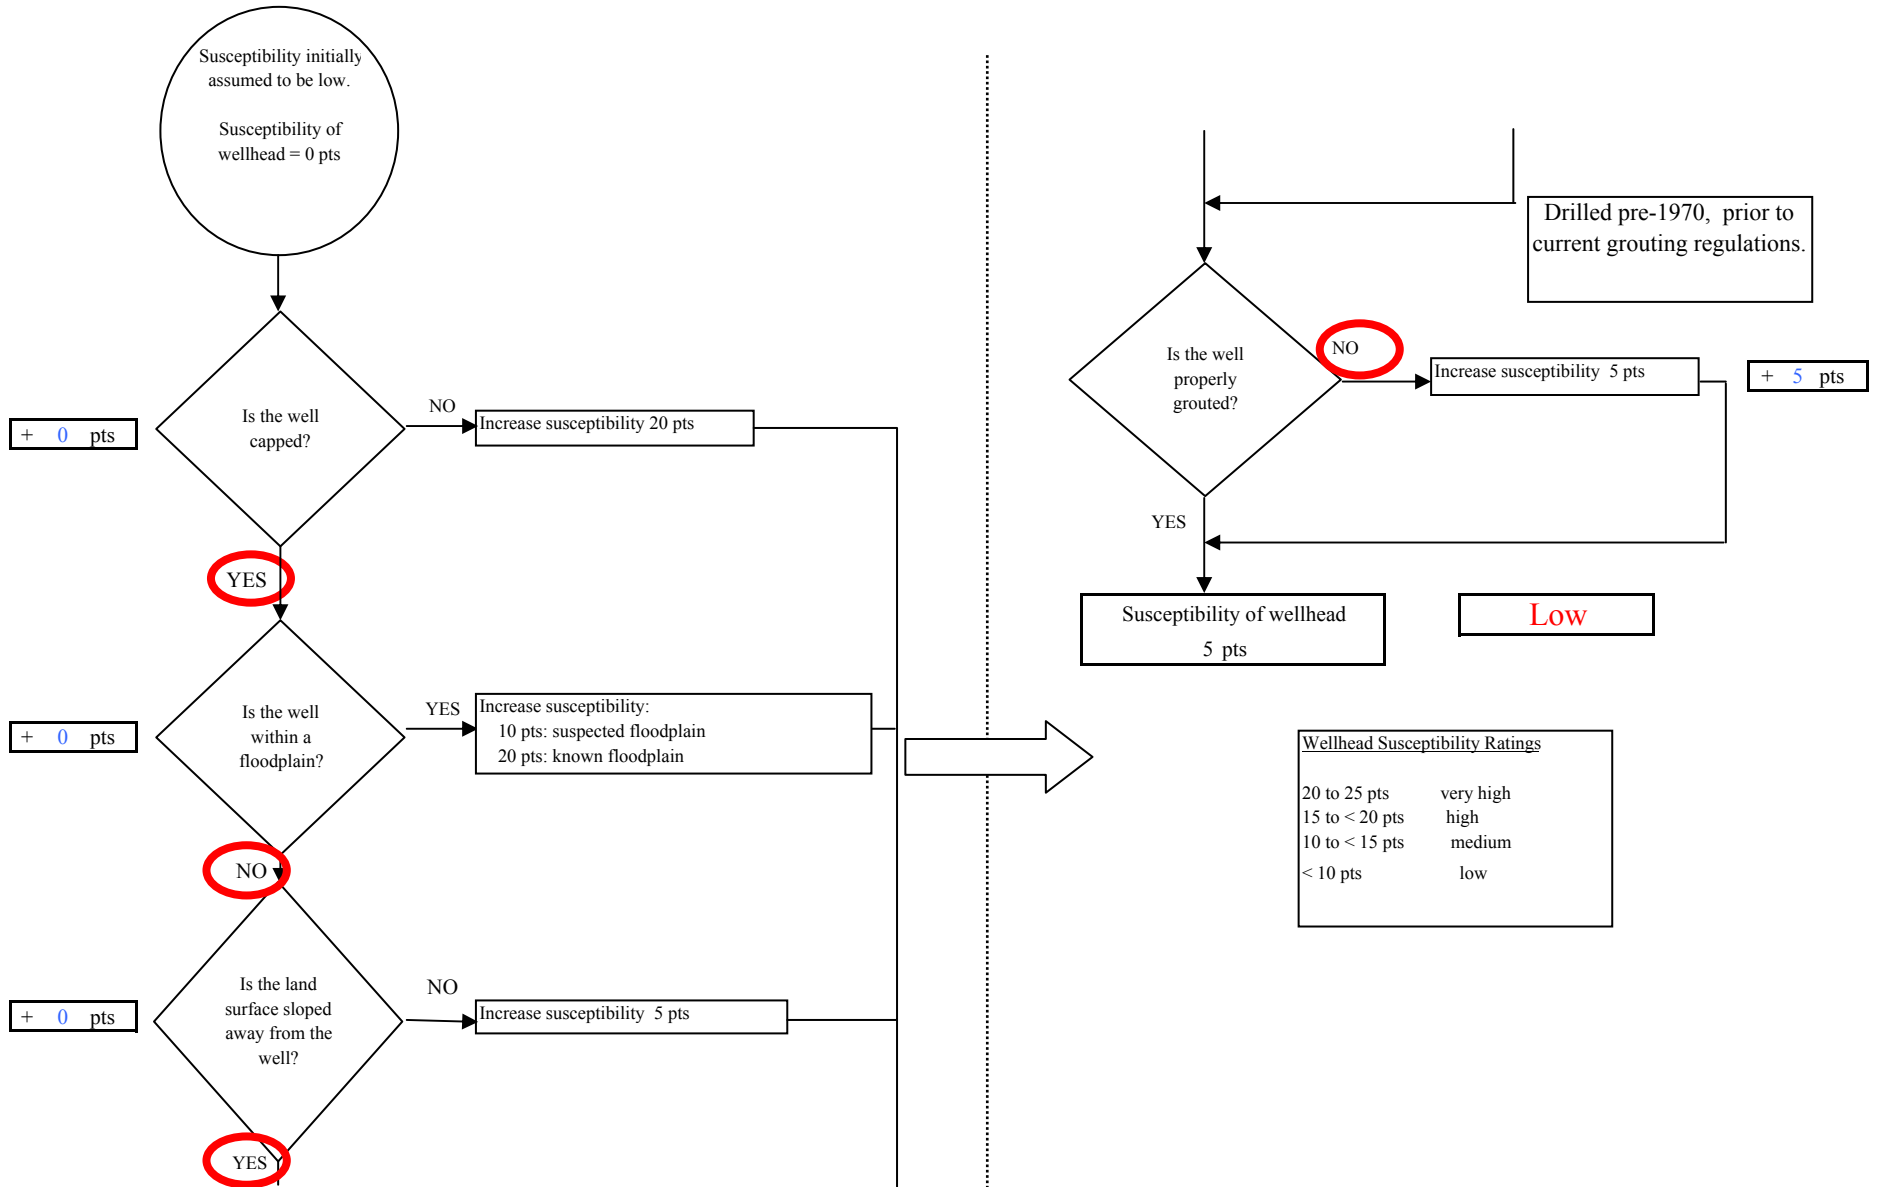 Susceptibility initially
assumed to be low.
Susceptibility of
wellhead = 0 pts
Is the well
capped?
+ 0 pts
NO
Increase susceptibility 20 pts
YES
Is the well
within a
floodplain?
+ 0 pts
YES
Increase susceptibility:
10 pts: suspected floodplain
20 pts: known floodplain
NO
Is the land
surface sloped
away from the
well?
+ 0 pts
NO
Increase susceptibility 5 pts
YES
Drilled pre-1970, prior to
current grouting regulations.
Is the well
properly
grouted?
NO
Increase susceptibility 5 pts
+ 5 pts
YES
Susceptibility of wellhead
5 pts
Low
Wellhead Susceptibility Ratings
20 to 25 pts very high
15 to < 20 pts high
10 to < 15 pts medium
< 10 pts low